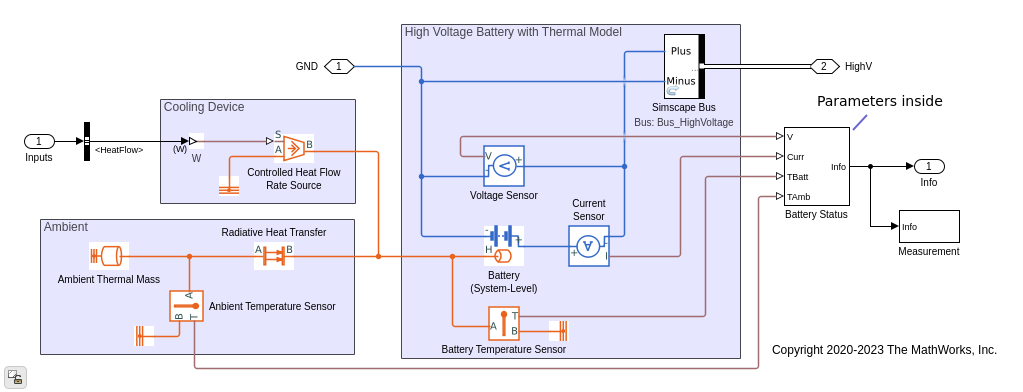 High Voltage Battery with Thermal Model
Plus
...
Minus
Simscape Bus
Bus: Bus_HighVoltage
GND
1
2
HighV
Parameters inside
Cooling Device
1
Inputs
<HeatFlow>
(W)
W
S
A
B
Controlled Heat Flow
Rate Source
V
+
-
Voltage Sensor
V
Curr
TBatt
TAmb
Info
Battery Status
1
Info
Info
Measurement
Current
Sensor
A
+
-
I
-
+
H
Battery
(System-Level)
Ambient
Radiative Heat Transfer
A
B
Ambient Thermal Mass
A
B
T
Anbient Temperature Sensor
A
T
B
Battery Temperature Sensor
Copyright 2020-2023 The MathWorks, Inc.